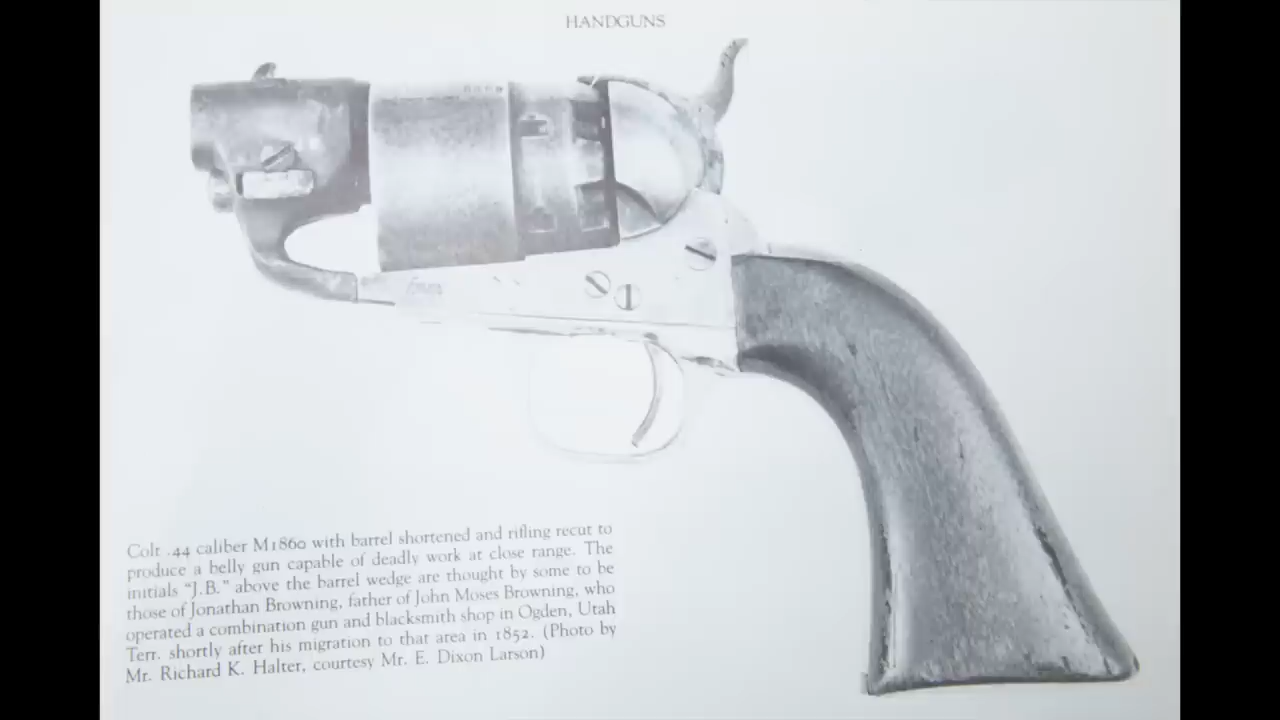 HANDGUNS
Colt .44 caliber M1860 with barrel shortened and rifling recut to
produce a belly gun capable of deadly work at close range. The
initials “J.B.” above the barrel wedge are thought by some to be
those of Jonathan Browning, father of John Moses Browning, who
operated a combination gun and blacksmith shop in Ogden, Utah
Terr. shortly after his migration to that area in 1852. (Photo by
Mr. Richard K. Halter, courtesy Mr. E. Dixon Larson)